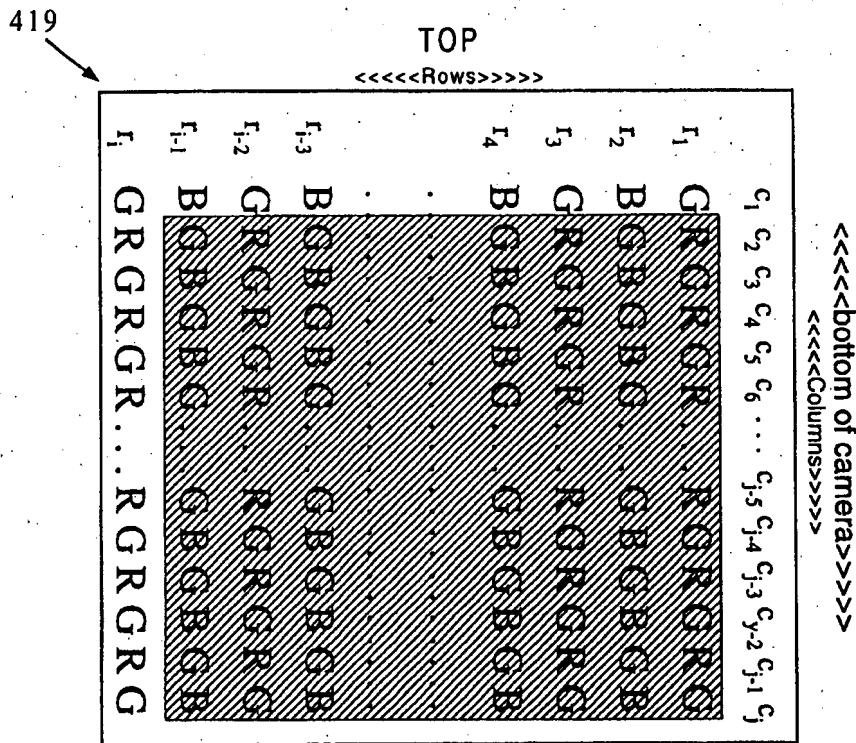 419
TOP
<<<<<Rows>>>>>
<<<<<bottom of camera>>>>>
<<<<<Columns>>>>>
c1 c2 c3 c4 c5 c6 ... cj-5 cj-4 cj-3 cy-2 cj-1 cj
r1 G R G R G R ... R G R G R G
r2 B G B G B G ... G B G B G B
r3 G R G R G R ... R G R G R G
r4 B G B G B G ... G B G B G B
ri-3 B G B G B G ... G B G B G B
ri-2 G R G R G R ... R G R G R G
ri-1 B G B G B G ... G B G B G B
ri G R G R G R ... R G R G R G